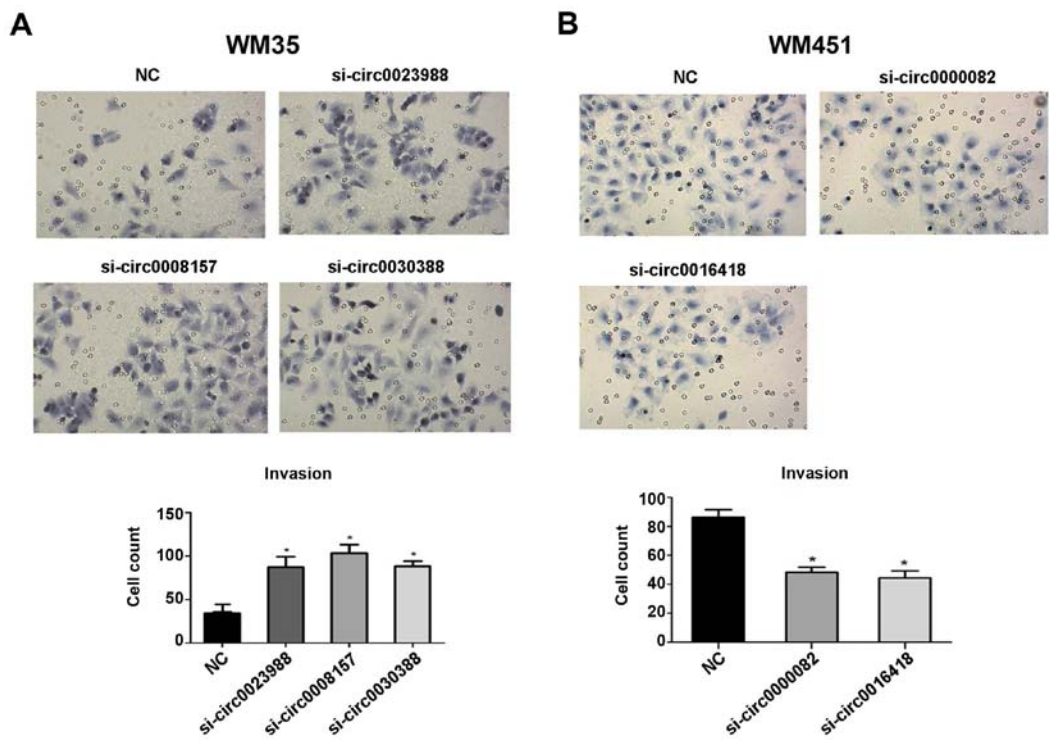 A
WM35
NC
si-circ0023988
si-circ0008157
si-circ0030388
Invasion
Cell count
150
100
50
0
*
*
*
NC
si-circ0023988
si-circ0008157
si-circ0030388
B
WM451
NC
si-circ0000082
si-circ0016418
Invasion
Cell count
100
80
60
40
20
0
*
*
NC
si-circ0000082
si-circ0016418